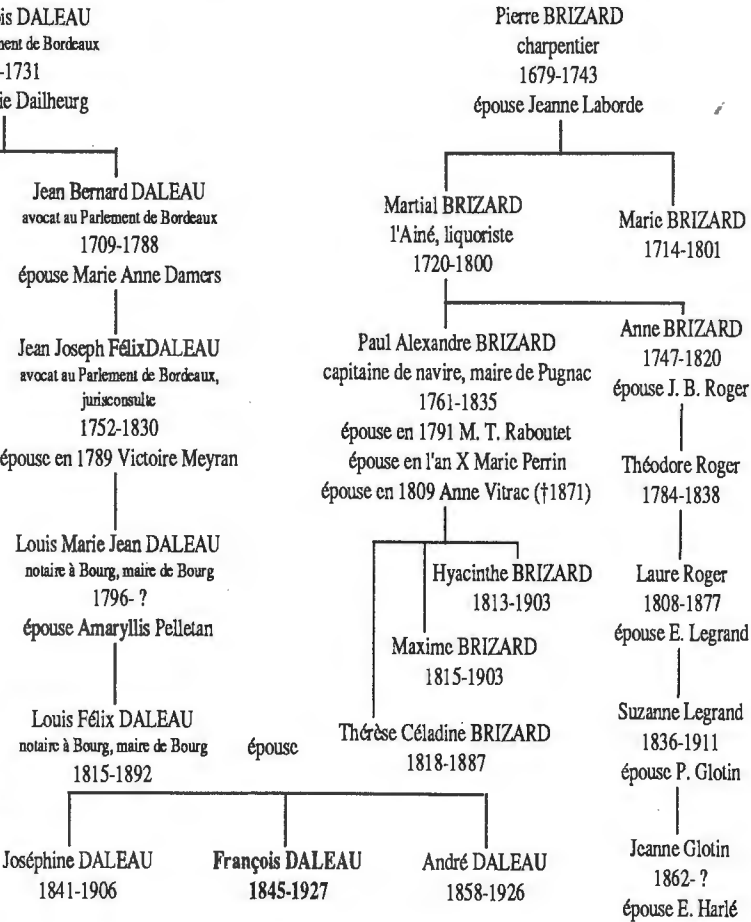 is DALEAU
ment de Bordeaux
-1731
ie Dailheurg
Jean Bernard DALEAU
avocat au Parlement de Bordeaux
1709-1788
épouse Marie Anne Damers
Jean Joseph FélixDALEAU
avocat au Parlement de Bordeaux,
jurisconsulte
1752-1830
épouse en 1789 Victoire Meyran
Louis Marie Jean DALEAU
notaire à Bourg, maire de Bourg
1796- ?
épouse Amaryllis Pelletan
Louis Félix DALEAU
notaire à Bourg, maire de Bourg
1815-1892
épouse
Pierre BRIZARD
charpentier
1679-1743
épouse Jeanne Laborde
Martial BRIZARD
l'Ainé, liquoriste
1720-1800
Marie BRIZARD
1714-1801
Paul Alexandre BRIZARD
capitaine de navire, maire de Pugnac
1761-1835
épouse en 1791 M. T. Raboutet
épouse en l'an X Marie Perrin
épouse en 1809 Anne Vitrac (†1871)
Hyacinthe BRIZARD
1813-1903
Maxime BRIZARD
1815-1903
Thérèse Céladine BRIZARD
1818-1887
Anne BRIZARD
1747-1820
épouse J. B. Roger
Théodore Roger
1784-1838
Laure Roger
1808-1877
épouse E. Legrand
Suzanne Legrand
1836-1911
épouse P. Glotin
Jeanne Glotin
1862- ?
épouse E. Harlé
Joséphine DALEAU
1841-1906
François DALEAU
1845-1927
André DALEAU
1858-1926